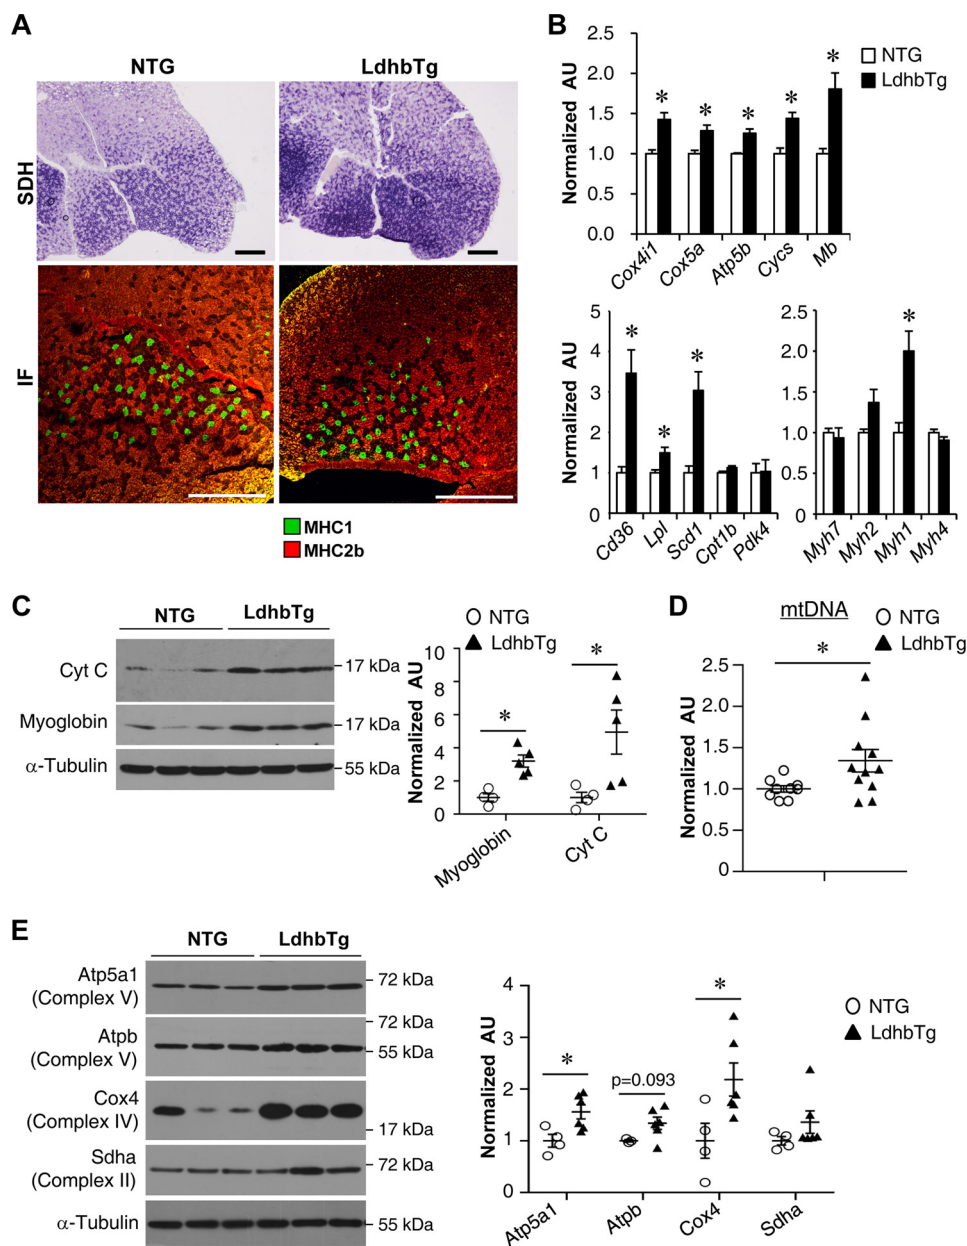 A
NTG
LdhbTg
SDH
IF
MHC1
MHC2b
B
NTG
LdhbTg
Normalized AU
2.5
2.0
1.5
1.0
0.5
0.0
* * * * *
Cox4i1 Cox5a Atp5b Cycs Mb
Normalized AU
5
4
3
2
1
0
* * *
Cd36 Lpl Scd1 Cpt1b Pdk4
2.5
2.0
1.5
1.0
0.5
0
*
Myh7 Myh2 Myh1 Myh4
C
NTG LdhbTg
Cyt C
17 kDa
Myoglobin
17 kDa
α-Tubulin
55 kDa
NTG
LdhbTg
Normalized AU
10
8
6
4
2
0
* *
Myoglobin Cyt C
D
mtDNA
NTG
LdhbTg
*
Normalized AU
2.5
2.0
1.5
1.0
0.5
0
E
NTG LdhbTg
Atp5a1
(Complex V)
72 kDa
Atpb
(Complex V)
72 kDa
55 kDa
Cox4
(Complex IV)
17 kDa
Sdha
(Complex II)
72 kDa
α-Tubulin
55 kDa
Normalized AU
4
3
2
1
0
* p=0.093 *
NTG
LdhbTg
Atp5a1 Atpb Cox4 Sdha